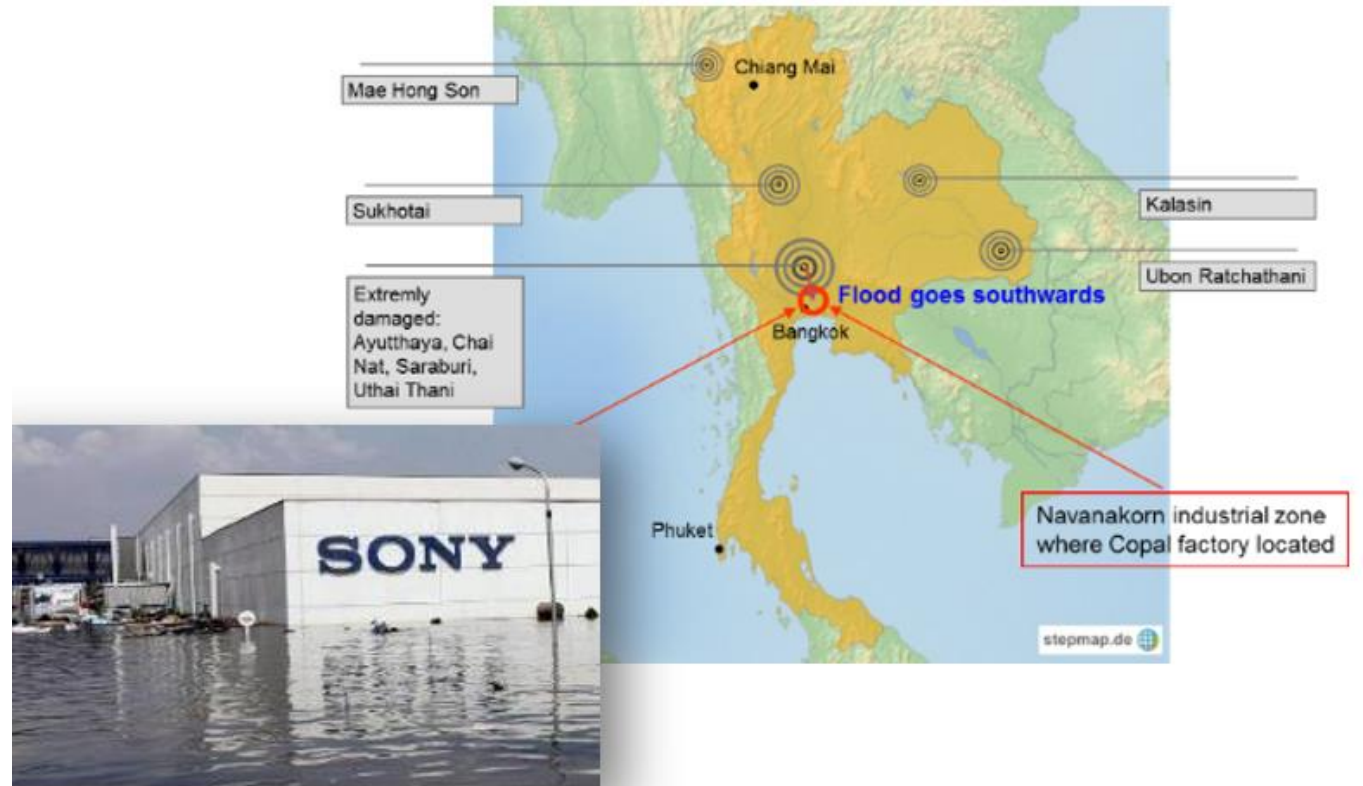 Chiang Mai
Mae Hong Son
Sukhotai
Kalasin
Ubon Ratchathani
Extremly
damaged:
Ayutthaya, Chai
Nat, Saraburi,
Uthai Thani
Flood goes southwards
Bangkok
SONY
Phuket
Navanakorn industrial zone
where Copal factory located
stepmap.de